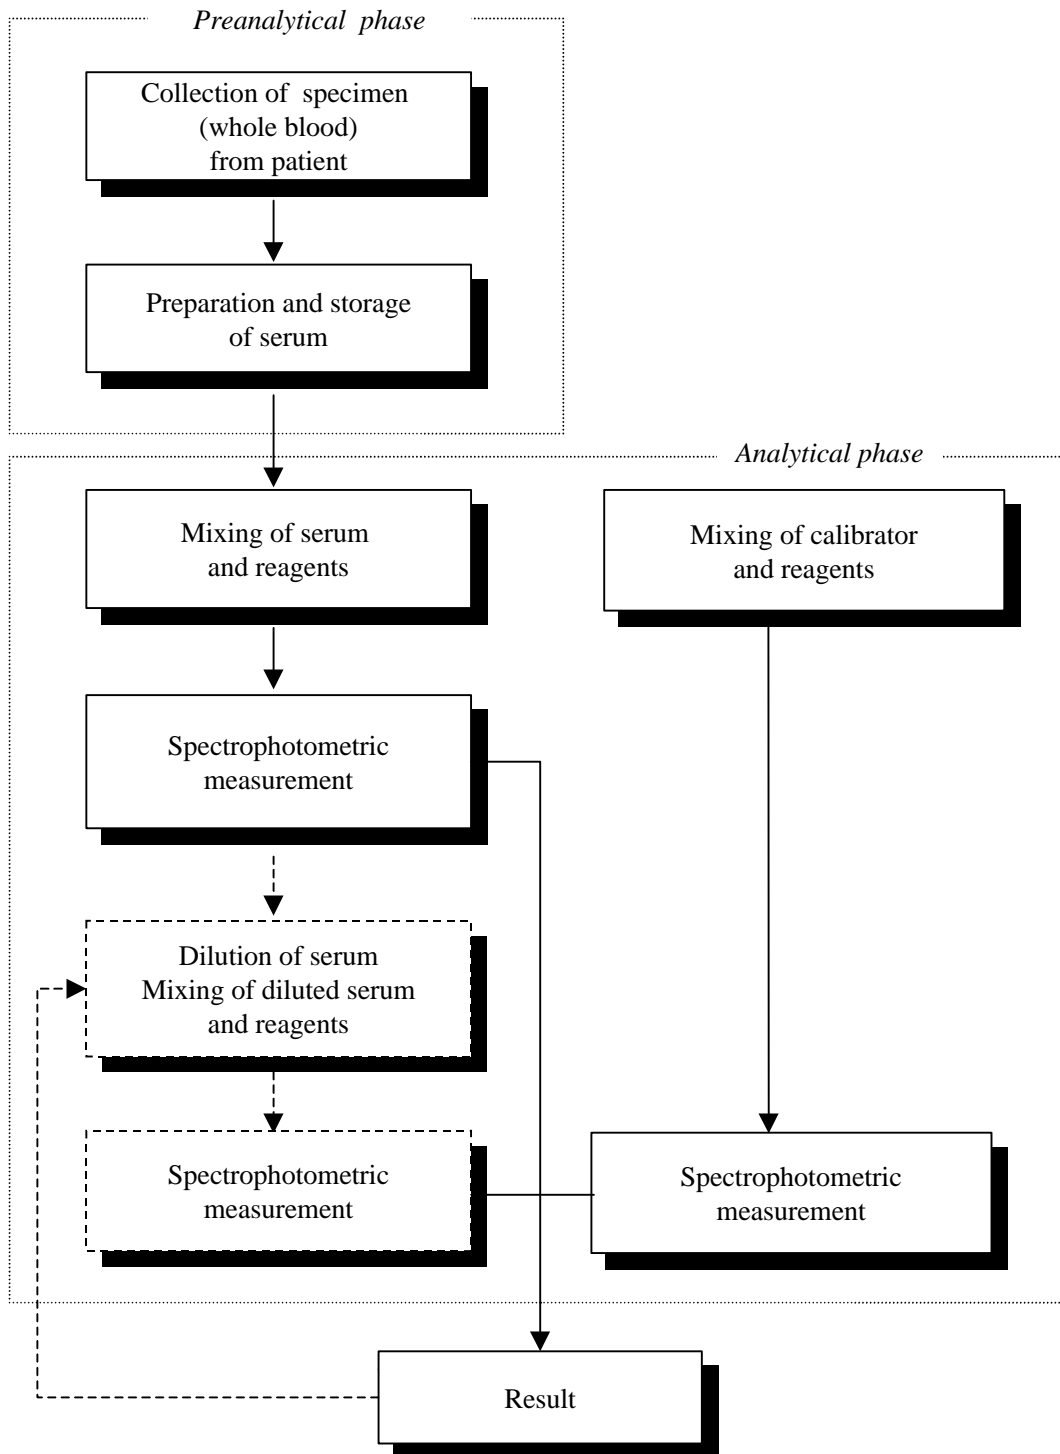 Preanalytical phase
Collection of specimen
(whole blood)
from patient
Preparation and storage
of serum
Analytical phase
Mixing of serum
and reagents
Mixing of calibrator
and reagents
Spectrophotometric
measurement
Dilution of serum
Mixing of diluted serum
and reagents
Spectrophotometric
measurement
Spectrophotometric
measurement
Result